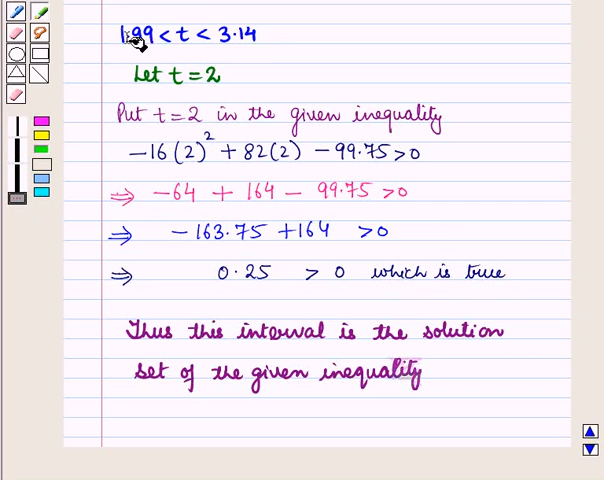 1.99 < t < 3.14
Let t = 2
Put t = 2 in the given inequality
-16(2)² + 82(2) - 99.75 > 0
⇒ -64 + 164 - 99.75 > 0
⇒ -163.75 + 164 > 0
⇒ 0.25 > 0 which is true
Thus this interval is the solution
set of the given inequality